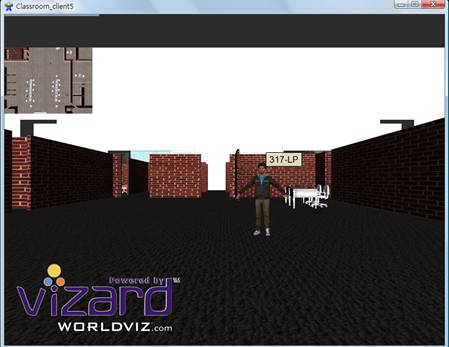 Classroom_client5
317-LP
Powered by TM
vizard
WORLDVIZ.com